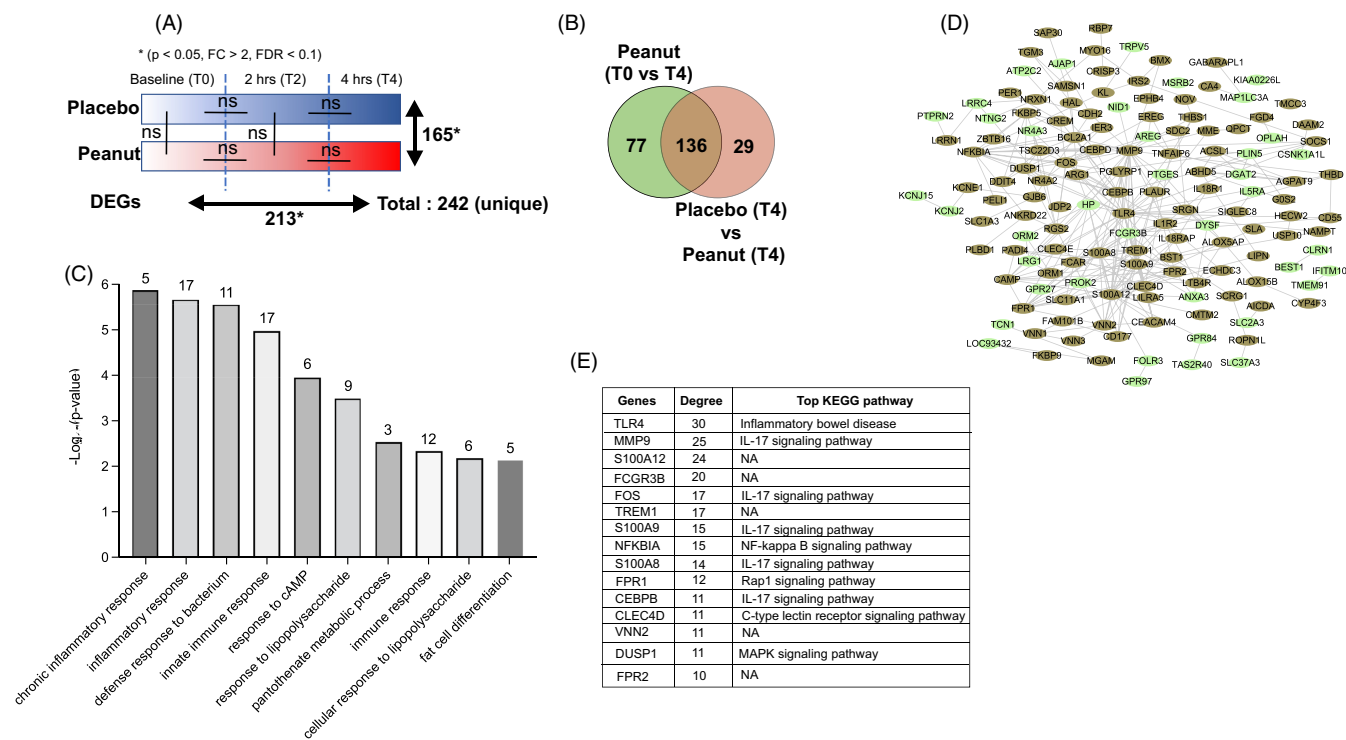 (A)
* (p < 0.05, FC > 2, FDR < 0.1)
Baseline (T0)
2 hrs (T2)
4 hrs (T4)
Placebo
ns
ns
ns
ns
165*
Peanut
ns
ns
DEGs
213*
Total : 242 (unique)
(B)
Peanut
(T0 vs T4)
77
136
29
Placebo (T4)
vs
Peanut (T4)
(C)
5
17
11
17
6
9
3
12
6
5
6
5
4
3
2
1
0
chronic inflammatory response
inflammatory response
defense response to bacterium
innate immune response
response to cAMP
response to lipopolysaccharide
pantothenate metabolic process
immune response
cellular response to lipopolysaccharide
fat cell differentiation
(D)
SAP30
RBP7
TGM3
MYO16
TRPV5
AJAP1
ATP2C2
CRISP3
BMX
GABARAPL1
SAMSN1
IRS2
MSRB2
KIAA0226L
PER1
KL
CA4
LRRC4
NRXN1
HAL
NID1
EPHB4
NOV
MAP1LC3A
TMCC3
PTPRN2
NTNG2
FKBP5
CDH2
EREG
THBS1
CREM
IER3
SDC2
MME
QPCT
FGD4
DAAM2
NR4A3
BCL2A1
AREG
OPLAH
SOCS1
LRRN1
ZBTB16
TSC22D3
CEBPD
MMP9
TNFAIP6
ACSL1
PLIN5
CSNK1A1L
NFKBIA
FOS
DUSP1
ARG1
PGLYRP1
PTGES
ABHD5
DGAT2
THBD
KCNJ15
KCNE1
DDIT4
NR4A2
CEBPB
PLAUR
IL18R1
IL5RA
AGPAT9
PELI1
GJB6
JDP2
HP
SRGN
SIGLEC8
G0S2
KCNJ2
SLC1A3
ANKRD22
TLR4
IL1R2
DYSF
HECW2
CD55
RGS2
FCGR3B
IL18RAP
SLA
USP10
NAMPT
ORM2
ALOX5AP
PLBD1
PADI4
CLEC4E
S100A8
TREM1
BST1
LIPN
CLRN1
LRG1
FCAR
S100A9
FPR2
ECHDC3
BEST1
IFITM10
CAMP
ORM1
PROK2
CLEC4D
LTB4R
ALOX15B
TMEM91
GPR27
SLC11A1
S100A12
LILRA5
ANXA3
SCRG1
CYP4F3
FPR1
AICDA
FAM101B
CMTM2
TCN1
VNN1
VNN2
CEACAM4
SLC2A3
LOC93432
VNN3
CD177
GPR84
ROPN1L
FKBP9
MGAM
FOLR3
TAS2R40
SLC37A3
GPR97
(E)
Genes Degree Top KEGG pathway
TLR4 30 Inflammatory bowel disease
MMP9 25 IL-17 signaling pathway
S100A12 24 NA
FCGR3B 20 NA
FOS 17 IL-17 signaling pathway
TREM1 17 NA
S100A9 15 IL-17 signaling pathway
NFKBIA 15 NF-kappa B signaling pathway
S100A8 14 IL-17 signaling pathway
FPR1 12 Rap1 signaling pathway
CEBPB 11 IL-17 signaling pathway
CLEC4D 11 C-type lectin receptor signaling pathway
VNN2 11 NA
DUSP1 11 MAPK signaling pathway
FPR2 10 NA